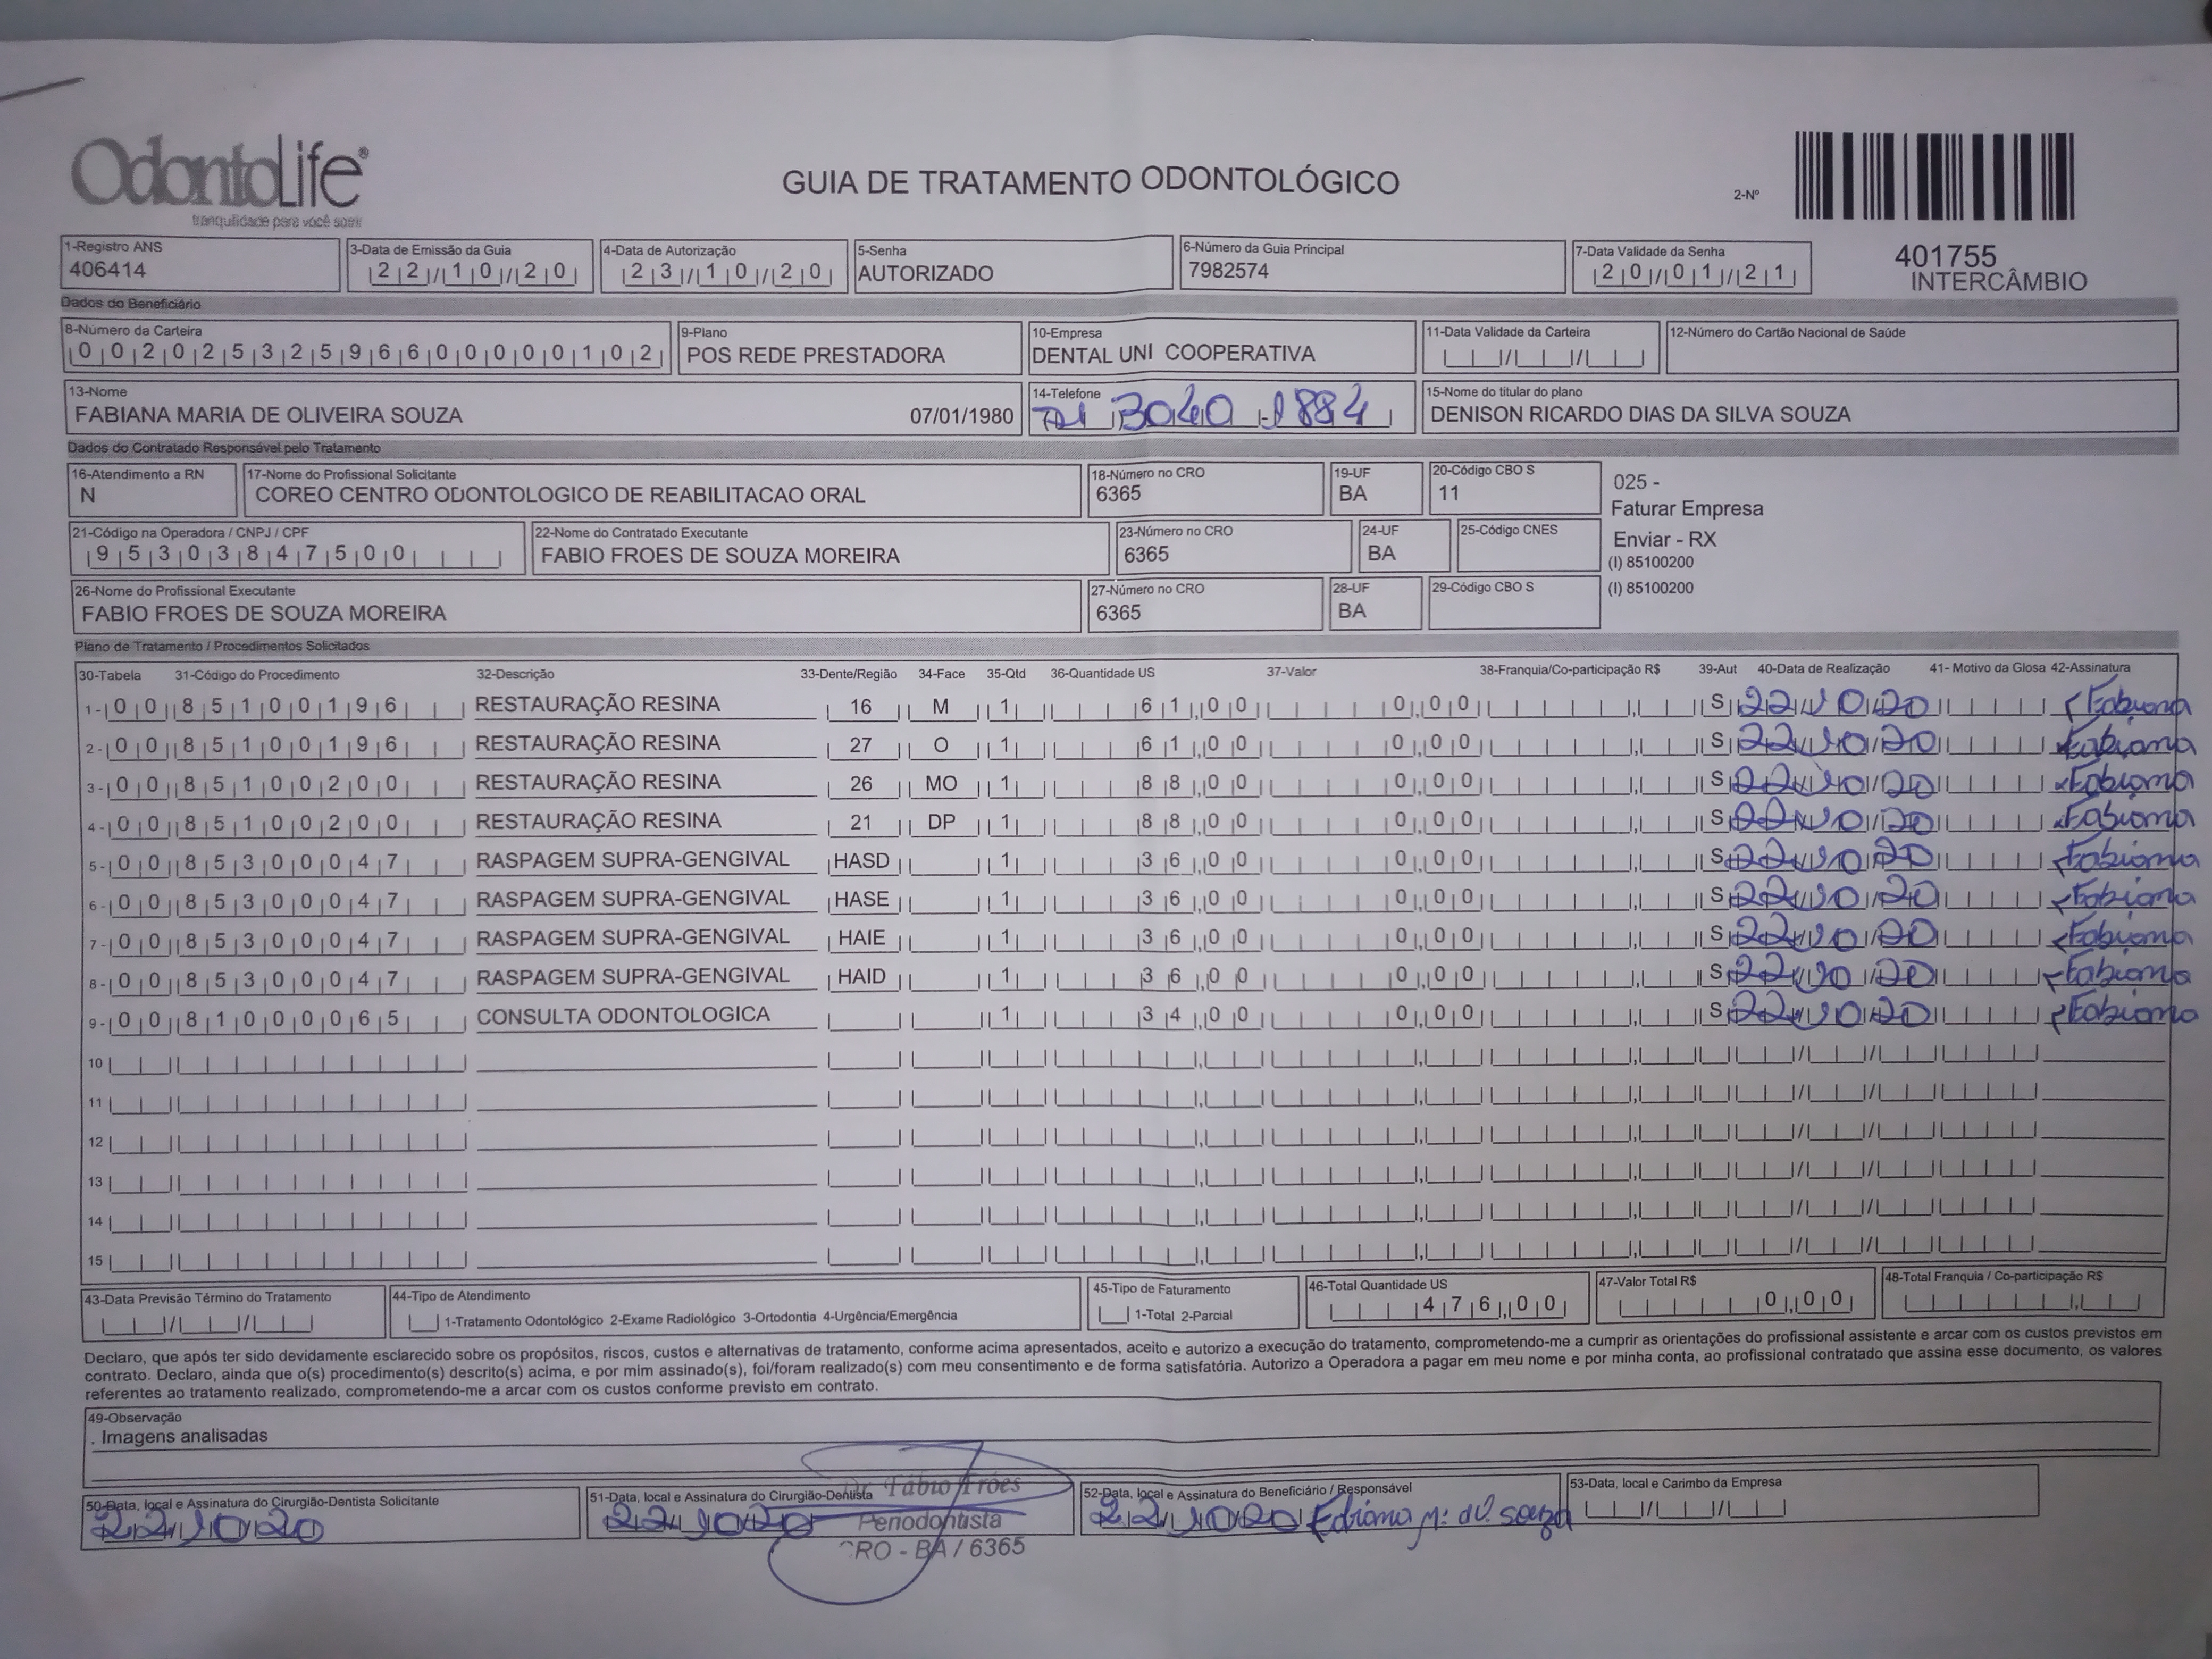 OdontoLife®
tranquilidade para você sorrir
GUIA DE TRATAMENTO ODONTOLÓGICO
2-Nº
401755
INTERCÂMBIO
1-Registro ANS
406414
3-Data de Emissão da Guia
22/10/20
4-Data de Autorização
23/10/20
5-Senha
AUTORIZADO
6-Número da Guia Principal
7982574
7-Data Validade da Senha
20/01/21
Dados do Beneficiário
8-Número da Carteira
00202532596600000102
9-Plano
POS REDE PRESTADORA
10-Empresa
DENTAL UNI COOPERATIVA
11-Data Validade da Carteira
12-Número do Cartão Nacional de Saúde
13-Nome
FABIANA MARIA DE OLIVEIRA SOUZA 07/01/1980
14-Telefone
71 3040-1884
15-Nome do titular do plano
DENISON RICARDO DIAS DA SILVA SOUZA
Dados do Contratado Responsável pelo Tratamento
16-Atendimento a RN
N
17-Nome do Profissional Solicitante
COREO CENTRO ODONTOLOGICO DE REABILITACAO ORAL
18-Número no CRO
6365
19-UF
BA
20-Código CBO S
11
025 -
Faturar Empresa
Enviar - RX
(I) 85100200
(I) 85100200
21-Código na Operadora / CNPJ / CPF
95303847500
22-Nome do Contratado Executante
FABIO FROES DE SOUZA MOREIRA
23-Número no CRO
6365
24-UF
BA
25-Código CNES
26-Nome do Profissional Executante
FABIO FROES DE SOUZA MOREIRA
27-Número no CRO
6365
28-UF
BA
29-Código CBO S
Plano de Tratamento / Procedimentos Solicitados
30-Tabela 31-Código do Procedimento 32-Descrição 33-Dente/Região 34-Face 35-Qtd 36-Quantidade US 37-Valor 38-Franquia/Co-participação R$ 39-Aut 40-Data de Realização 41- Motivo da Glosa 42-Assinatura
1- 00 85100196 RESTAURAÇÃO RESINA 16 M 1 61,00 0,00 S 22/10/20 Fabiana
2- 00 85100196 RESTAURAÇÃO RESINA 27 O 1 61,00 0,00 S 22/10/20 Fabiana
3- 00 85100200 RESTAURAÇÃO RESINA 26 MO 1 88,00 0,00 S 22/10/20 Fabiana
4- 00 85100200 RESTAURAÇÃO RESINA 21 DP 1 88,00 0,00 S 22/10/20 Fabiana
5- 00 85300047 RASPAGEM SUPRA-GENGIVAL HASD 1 36,00 0,00 S 22/10/20 Fabiana
6- 00 85300047 RASPAGEM SUPRA-GENGIVAL HASE 1 36,00 0,00 S 22/10/20 Fabiana
7- 00 85300047 RASPAGEM SUPRA-GENGIVAL HAIE 1 36,00 0,00 S 22/10/20 Fabiana
8- 00 85300047 RASPAGEM SUPRA-GENGIVAL HAID 1 36,00 0,00 S 22/10/20 Fabiana
9- 00 81000065 CONSULTA ODONTOLOGICA 1 34,00 0,00 S 22/10/20 Fabiana
10
11
12
13
14
15
43-Data Previsão Término do Tratamento
44-Tipo de Atendimento
1-Tratamento Odontológico 2-Exame Radiológico 3-Ortodontia 4-Urgência/Emergência
45-Tipo de Faturamento
1-Total 2-Parcial
46-Total Quantidade US
476,00
47-Valor Total R$
0,00
48-Total Franquia / Co-participação R$
Declaro, que após ter sido devidamente esclarecido sobre os propósitos, riscos, custos e alternativas de tratamento, conforme acima apresentados, aceito e autorizo a execução do tratamento, comprometendo-me a cumprir as orientações do profissional assistente e arcar com os custos previstos em
contrato. Declaro, ainda que o(s) procedimento(s) descrito(s) acima, e por mim assinado(s), foi/foram realizado(s) com meu consentimento e de forma satisfatória. Autorizo a Operadora a pagar em meu nome e por minha conta, ao profissional contratado que assina esse documento, os valores
referentes ao tratamento realizado, comprometendo-me a arcar com os custos conforme previsto em contrato.
49-Observação
. Imagens analisadas
50-Data, local e Assinatura do Cirurgião-Dentista Solicitante
22/10/20
51-Data, local e Assinatura do Cirurgião-Dentista
22/10/20
Dr. Fábio Fróes
Periodontista
CRO - BA / 6365
52-Data, local e Assinatura do Beneficiário / Responsável
22/10/20 Fabiana Mª dV. Souza
53-Data, local e Carimbo da Empresa